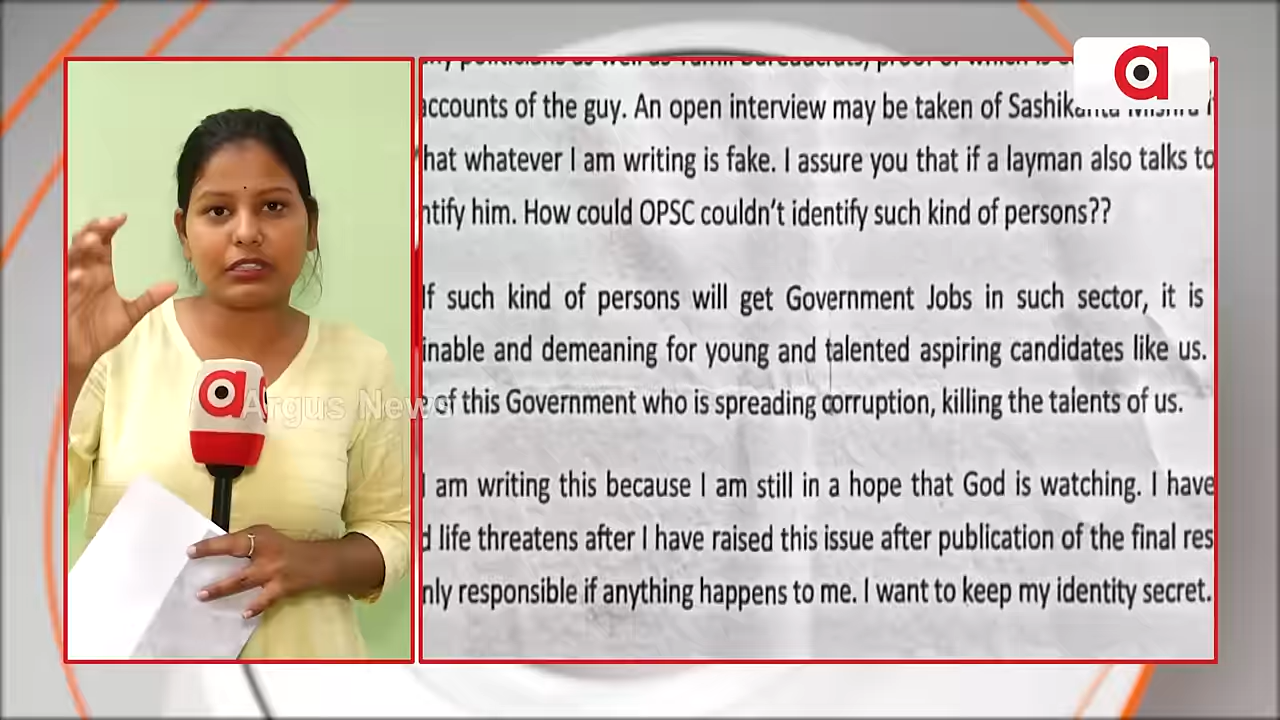 accounts of the guy. An open interview may be taken of Sashikanta Mishra i
hat whatever I am writing is fake. I assure you that if a layman also talks to
ntify him. How could OPSC couldn't identify such kind of persons??
If such kind of persons will get Government Jobs in such sector, it is
inable and demeaning for young and talented aspiring candidates like us.
e of this Government who is spreading corruption, killing the talents of us.
I am writing this because I am still in a hope that God is watching. I have
d life threatens after I have raised this issue after publication of the final res
nly responsible if anything happens to me. I want to keep my identity secret.
a
a Argus News